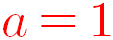 a = 1